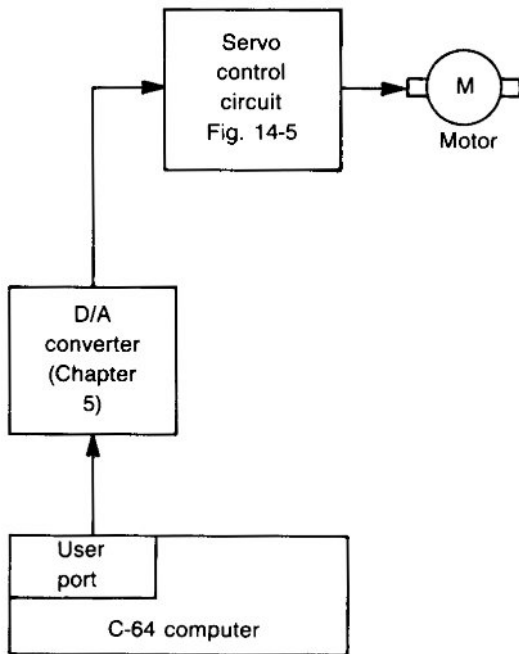 Servo
control
circuit
Fig. 14-5
M
Motor
D/A
converter
(Chapter
5)
User
port
C-64 computer